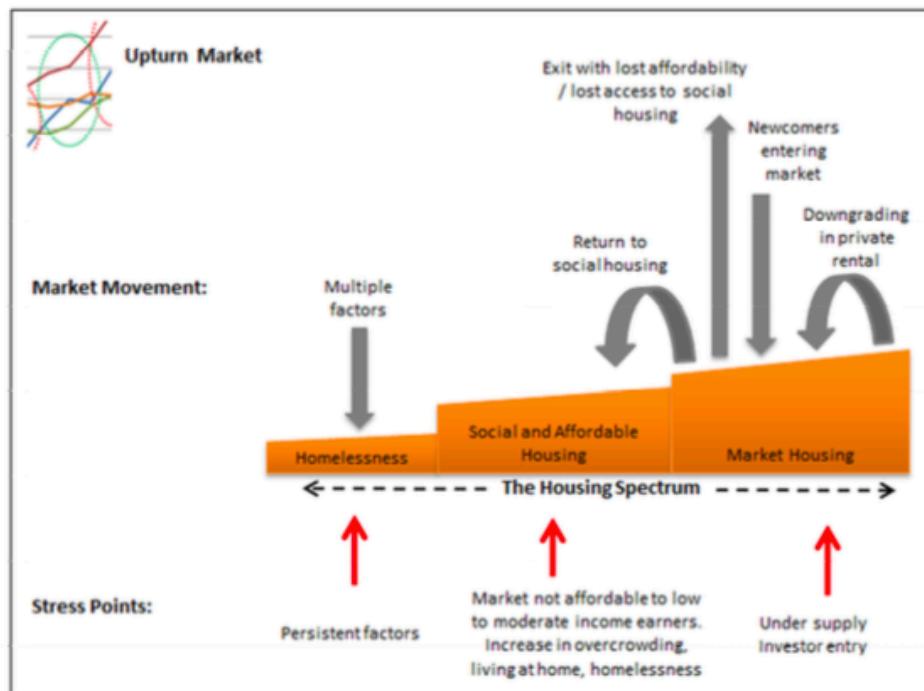 Upturn Market
Exit with lost affordability
/ lost access to social
housing
Newcomers
entering
market
Downgrading
in private
rental
Return to
social housing
Market Movement:
Multiple
factors
Homelessness
Social and Affordable
Housing
Market Housing
The Housing Spectrum
Stress Points:
Persistent factors
Market not affordable to low
to moderate income earners.
Increase in overcrowding,
living at home, homelessness
Under supply
Investor entry